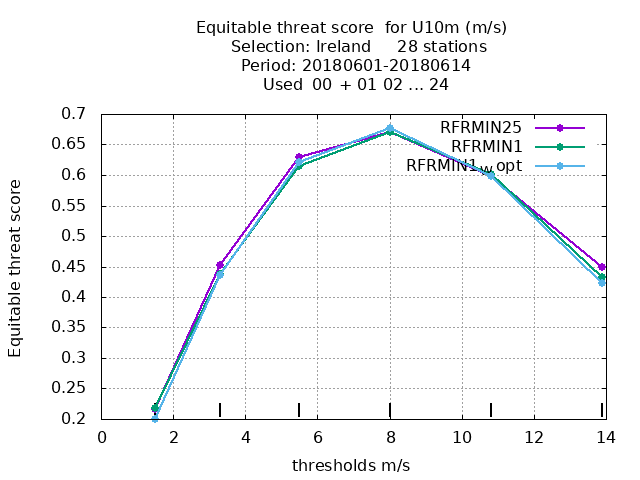 Equitable threat score  for U10m (m/s)
Selection: Ireland     28 stations
Period: 20180601-20180614
Used  00 + 01 02 ... 24
RFRMIN25
RFRMIN1
RFRMIN1w opt
0.7
0.65
0.6
0.55
0.5
0.45
0.4
0.35
0.3
0.25
0.2
Equitable threat score
0 2 4 6 8 10 12 14
thresholds m/s